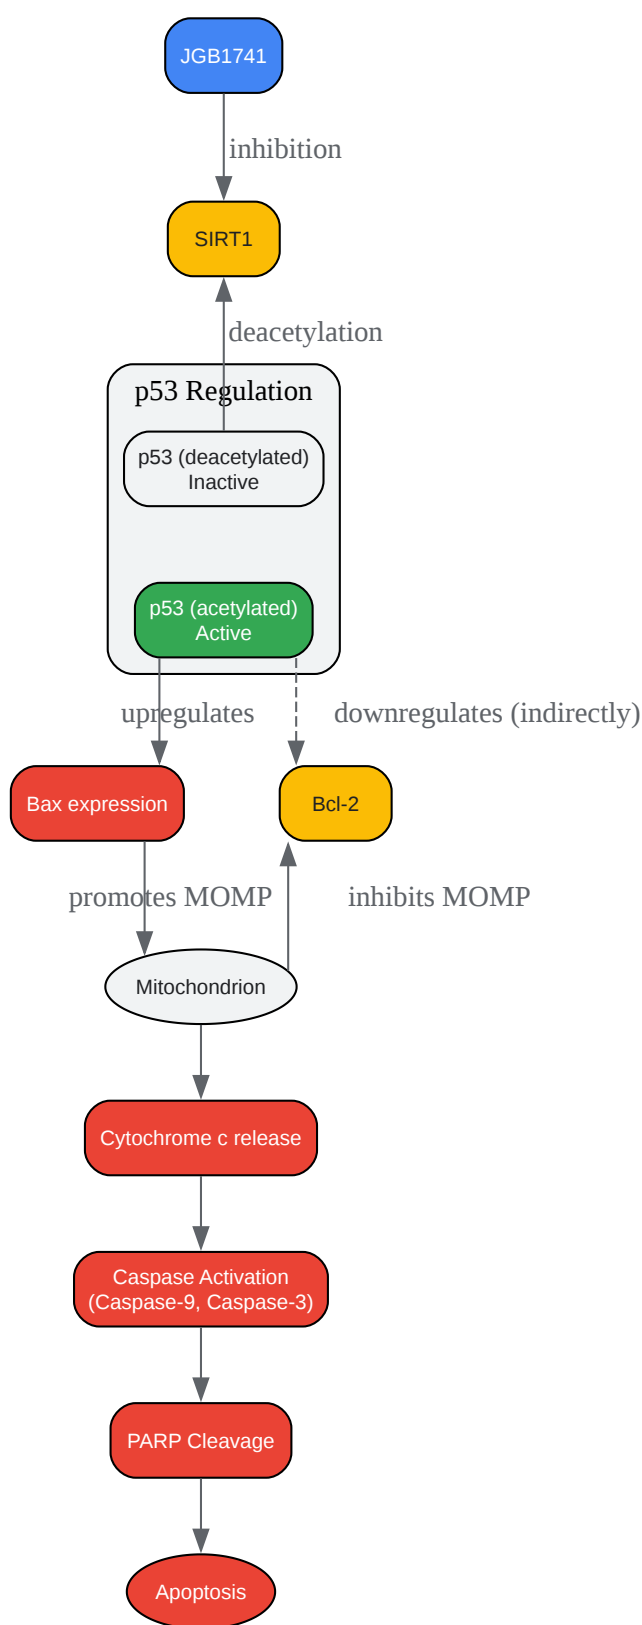 JGB1741
inhibition
SIRT1
deacetylation
p53 Regulation
p53 (deacetylated)
Inactive
p53 (acetylated)
Active
upregulates
downregulates (indirectly)
Bax expression
Bcl-2
promotes MOMP
inhibits MOMP
Mitochondrion
Cytochrome c release
Caspase Activation
(Caspase-9, Caspase-3)
PARP Cleavage
Apoptosis